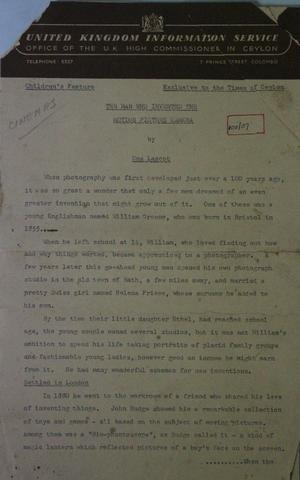 UNITED KINGDOM INFORMATION SERVICE
OFFICE OF THE U.K. HIGH COMMISSIONER IN CEYLON
TELEPHONE: 5327 7 PRINCE STREET, COLOMBO
Children's Feature Exclusive to the Times of Ceylon
CINEMAS
THE MAN WHO INVENTED THE
MOVING PICTURE CAMERA
by
Una Lascot
When photography was first developed just over a 100 years ago,
it was so great a wonder that only a few men dreamed of an even
greater invention that might grow out of it. One of these was a
young Englishman named William Greene, who was born in Bristol in
1855.
When he left school at 14, William, who loved finding out how
and why things worked, became apprenticed to a photographer. A
few years later this go-ahead young man opened his own photograph
studio in the old town of Bath, a few miles away, and married a
pretty Swiss girl named Helena Friese, whose surname he added to
his own.
By the time their little daughter Ethel, had reached school
age, the young couple owned several studios, but it was not William's
ambition to spend his life taking portraits of placid family groups
and fashionable young ladies, however good an income he might earn
from it. He had many wonderful schemes for new inventions.
Settled in London
In 1880 he went to the workroom of a friend who shared his love
of inventing things. John Rudge showed his a remarkable collection
of toys and games - all based on the subject of moving pictures.
Among them was a "Bio-phantascope", as Rudge called it - a kind of
magic lantern which reflected pictures of a boy's face on the screen.
..........When the